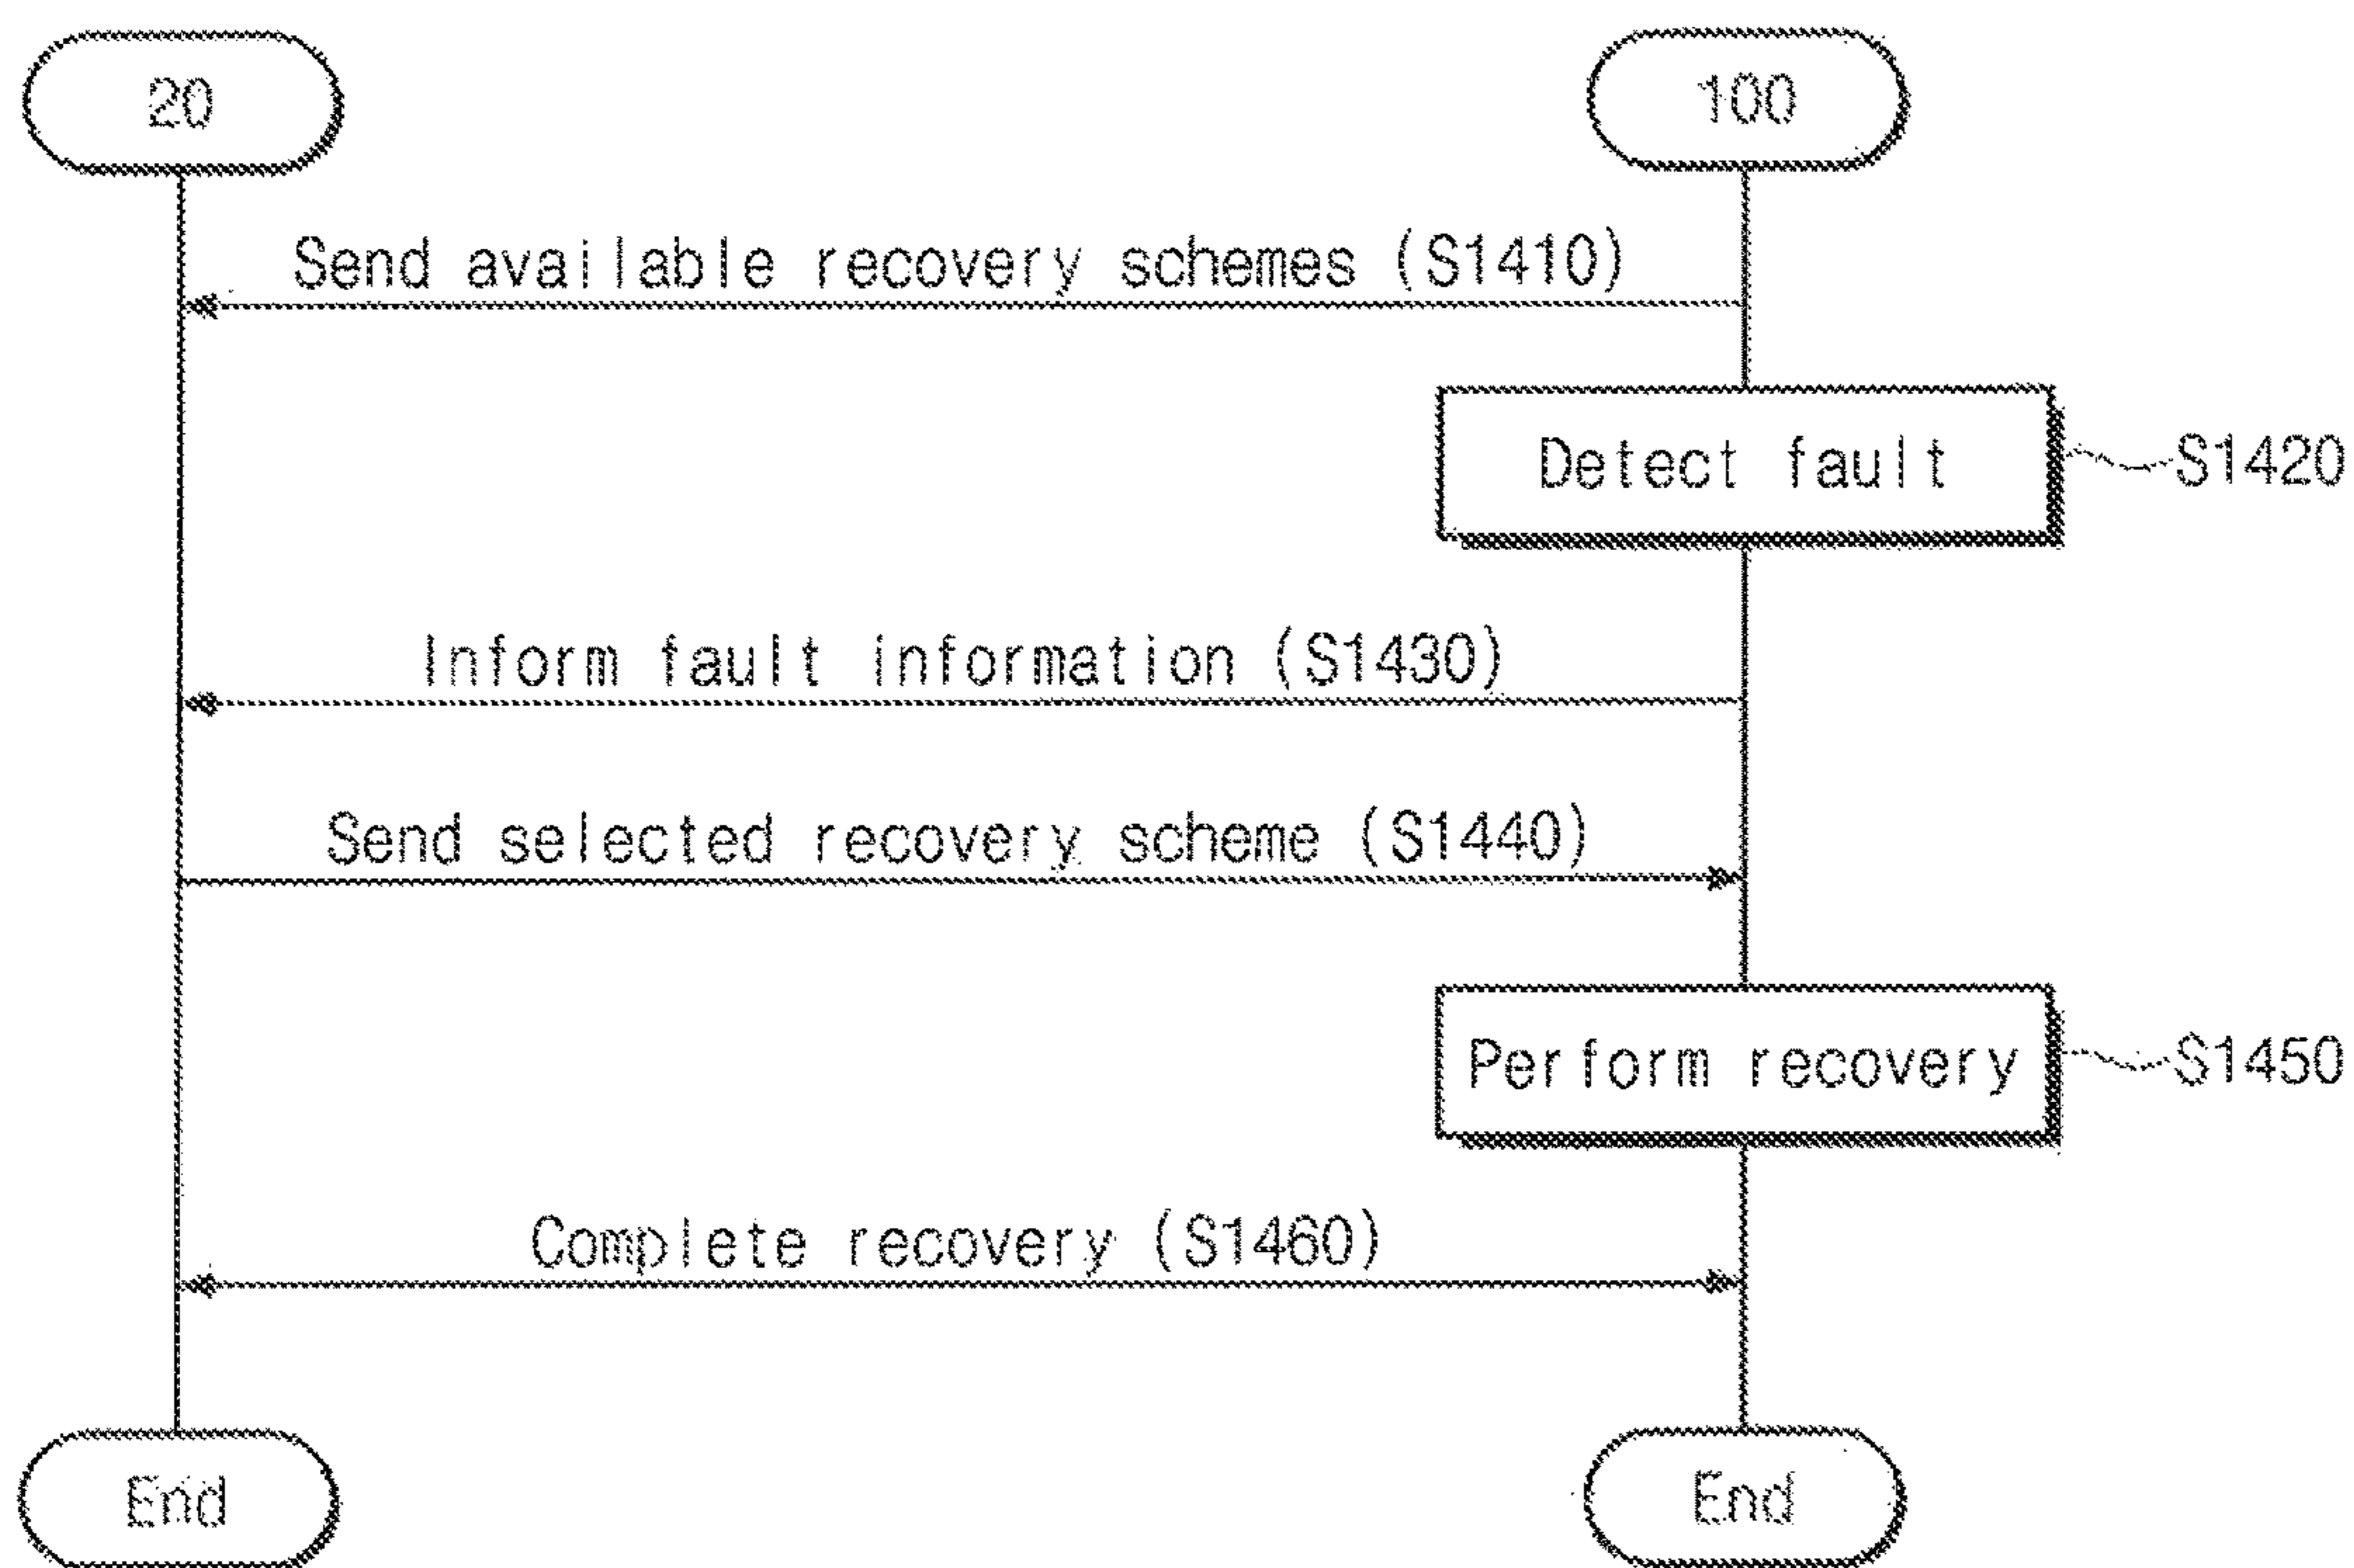 20
100
Send available recovery schemes (S1410)
Detect fault
S1420
Inform fault information (S1430)
Send selected recovery scheme (S1440)
Perform recovery
S1450
Complete recovery (S1460)
End
End